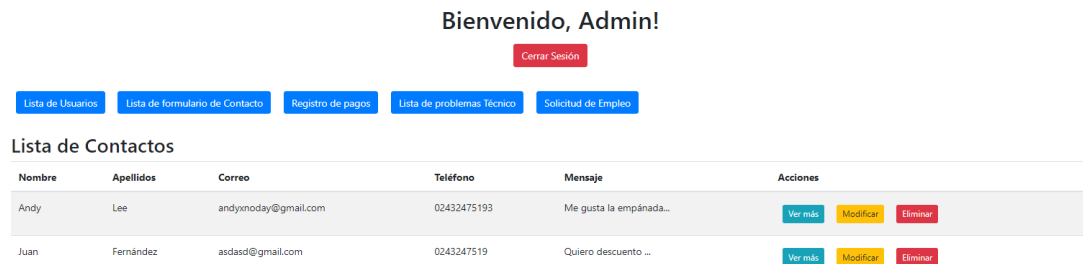 Bienvenido, Admin!
Cerrar Sesión
Lista de Usuarios Lista de formulario de Contacto Registro de pagos Lista de problemas Técnico Solicitud de Empleo
Lista de Contactos
Nombre Apellidos Correo Teléfono Mensaje Acciones
Andy Lee andyxnoday@gmail.com 02432475193 Me gusta la empánada... Ver más Modificar Eliminar
Juan Fernández asdasd@gmail.com 0243247519 Quiero descuento ... Ver más Modificar Eliminar